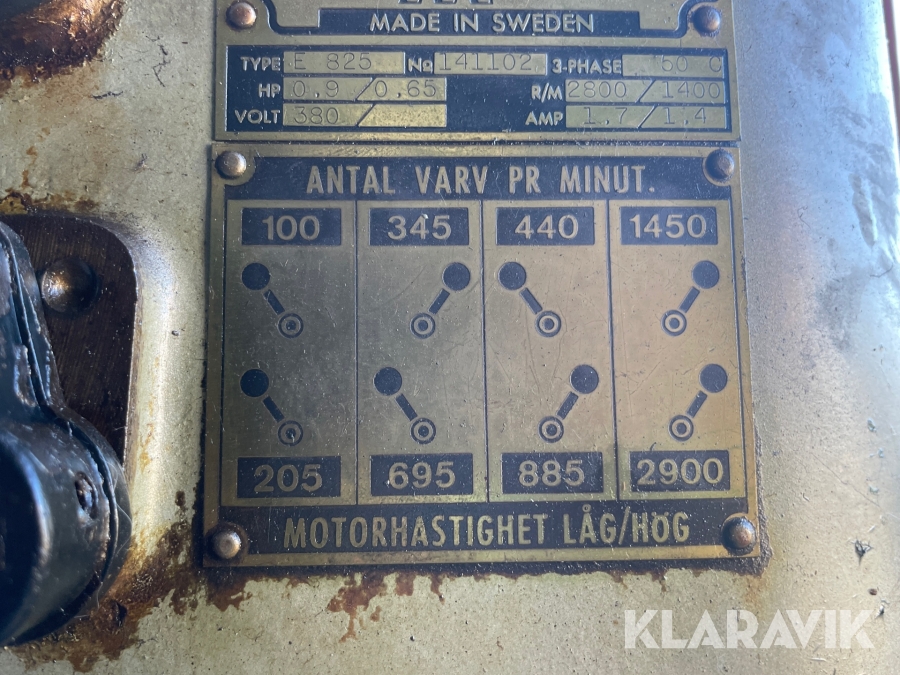 MADE IN SWEDEN
TYPE E 825 No 141102 3-PHASE 50 C
HP 0.9 / 0.65 R/M 2800 / 1400
VOLT 380 / AMP 1.7 / 1.4
ANTAL VARV PR MINUT.
100 345 440 1450
205 695 885 2900
MOTORHASTIGHET LÅG/HÖG
KLARAVIK